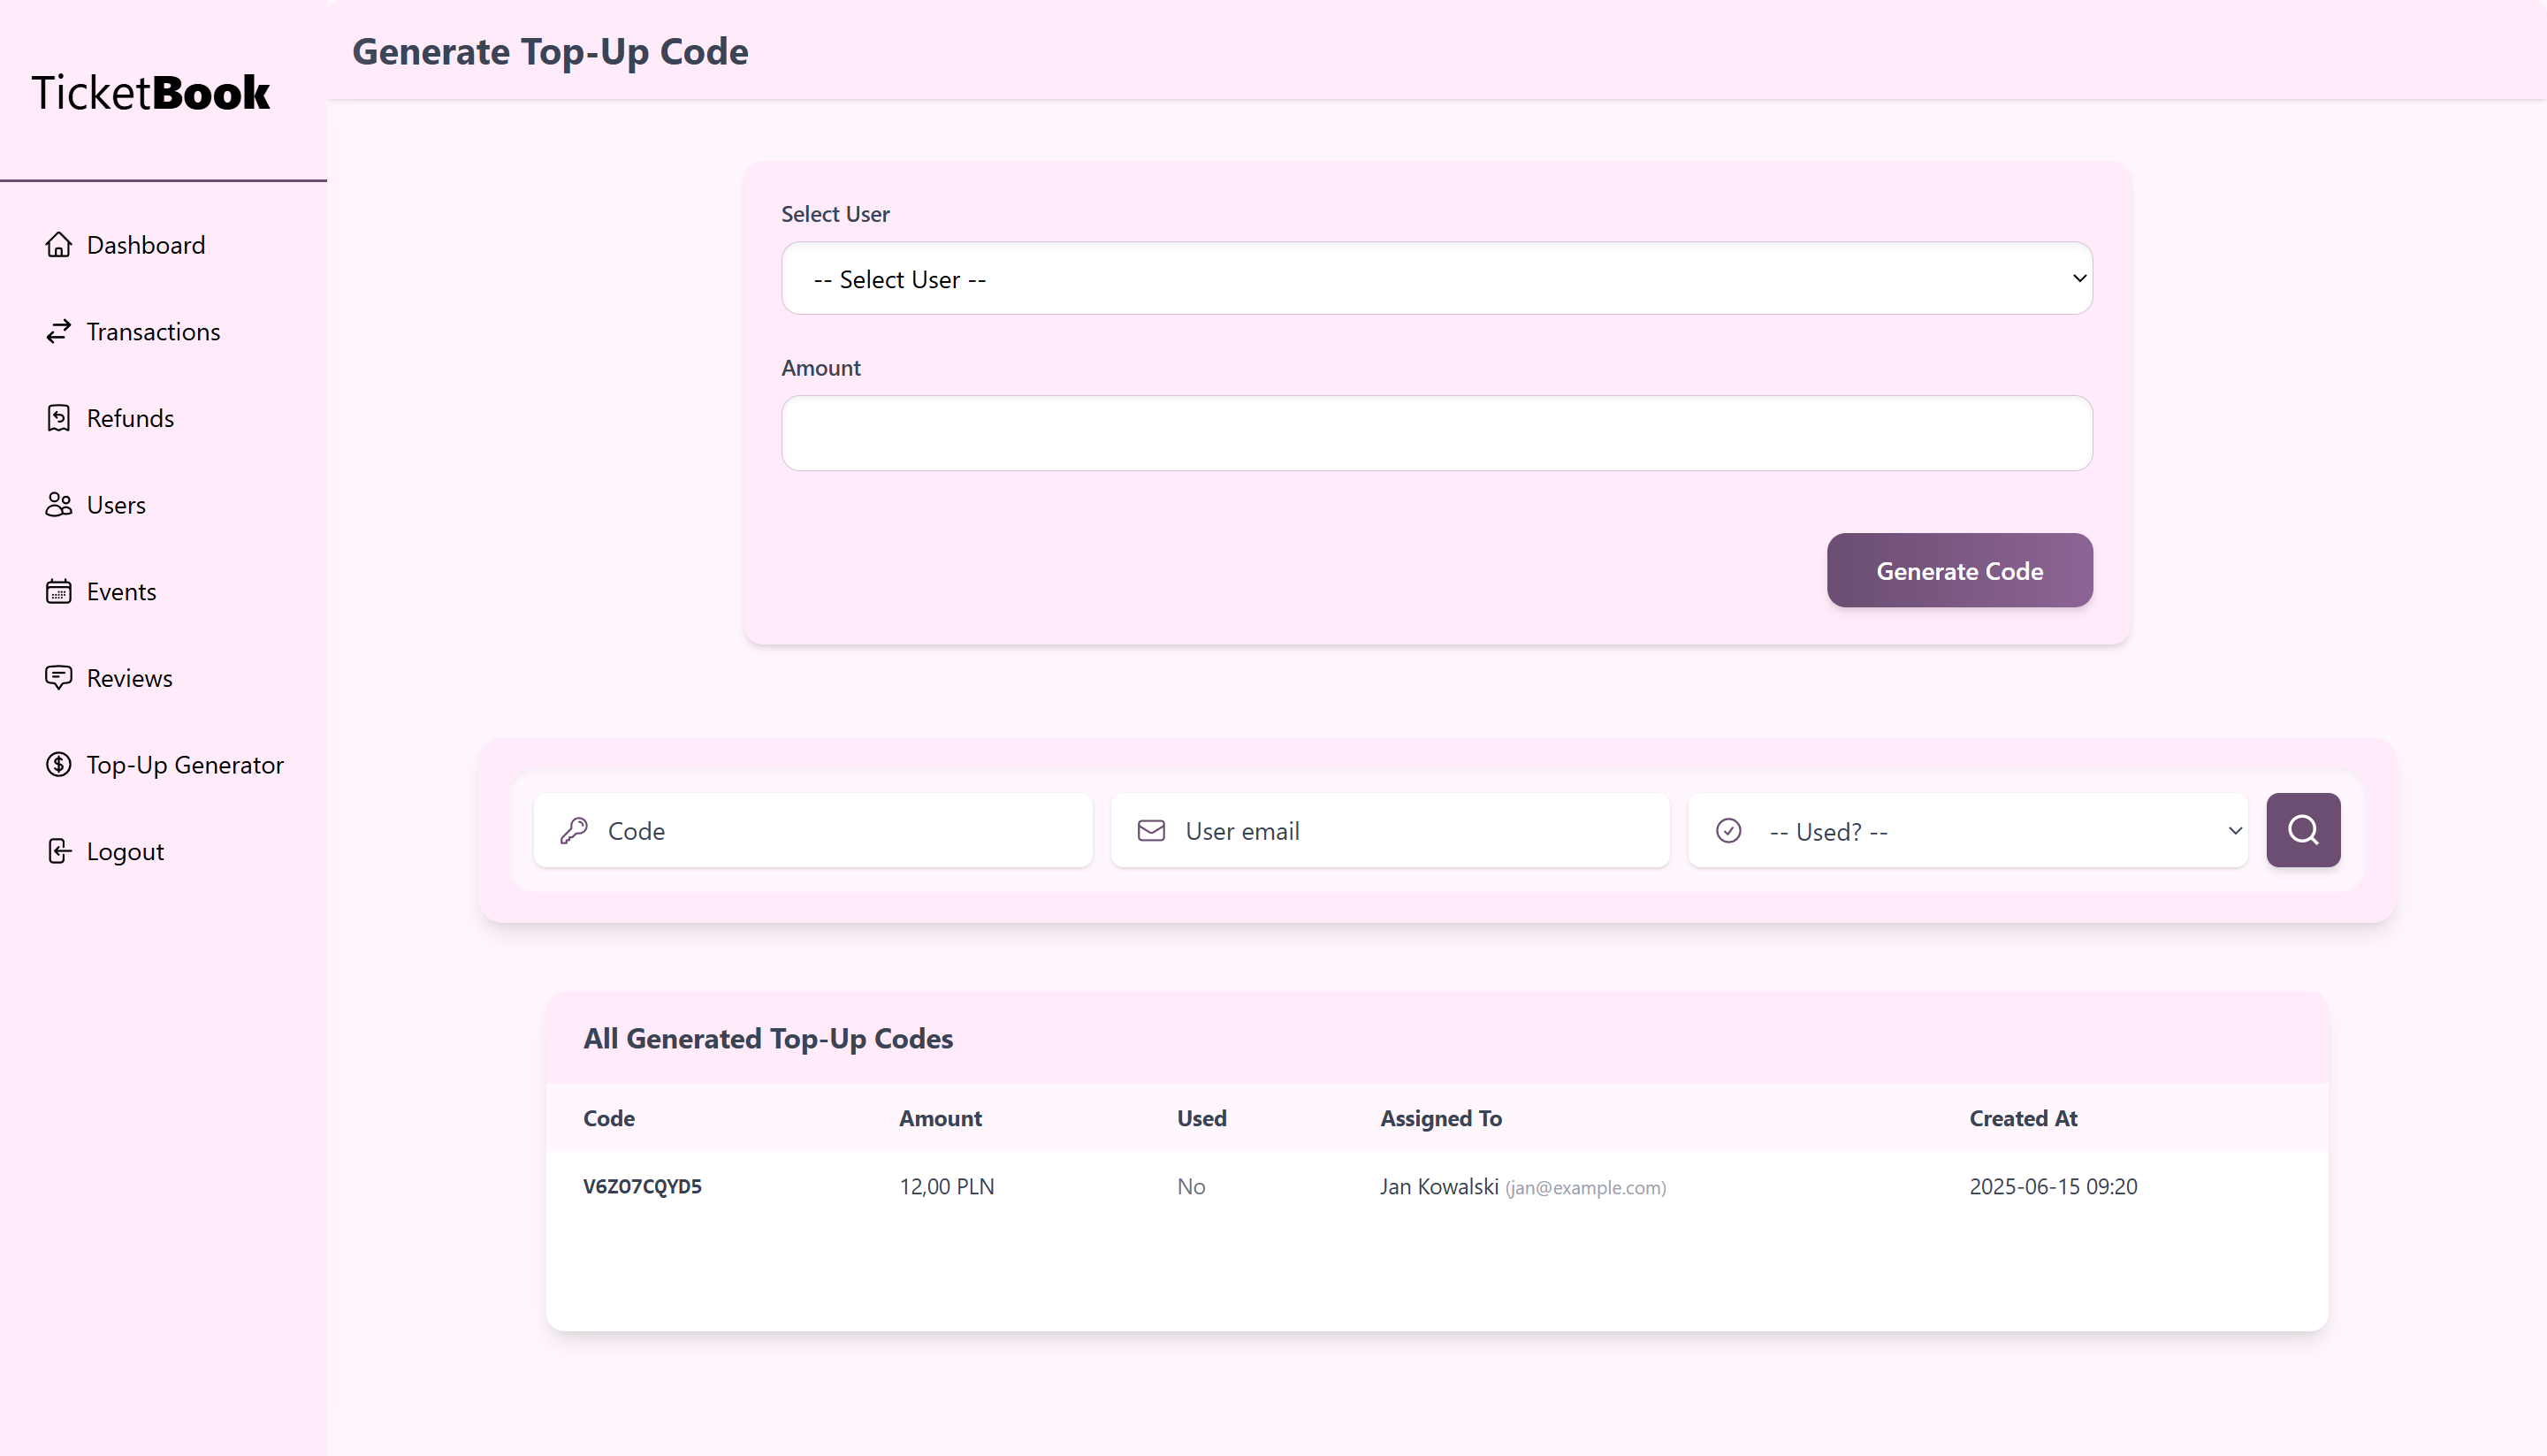 TicketBook
Generate Top-Up Code
Dashboard
Transactions
Refunds
Users
Events
Reviews
Top-Up Generator
Logout
Select User
-- Select User --
Amount
Generate Code
Code
User email
-- Used? --
All Generated Top-Up Codes
Code Amount Used Assigned To Created At
V6ZO7CQYD5 12,00 PLN No Jan Kowalski (jan@example.com) 2025-06-15 09:20